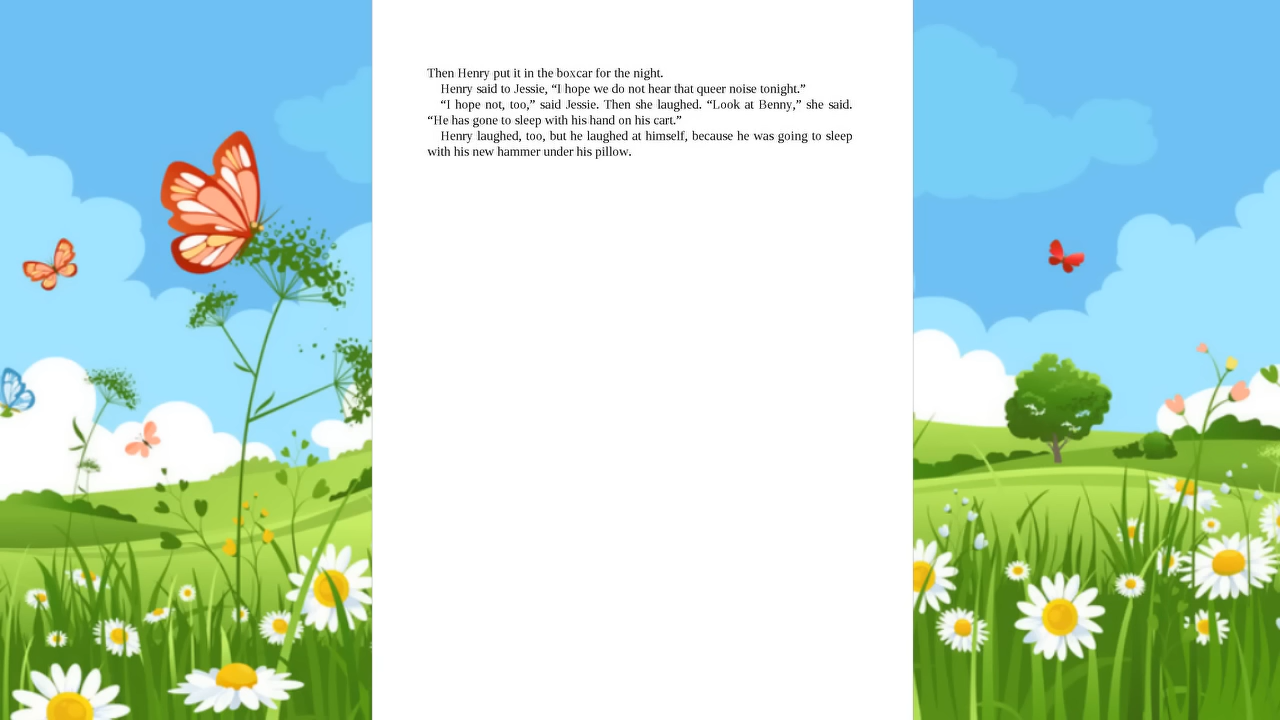 Then Henry put it in the boxcar for the night.
Henry said to Jessie, “I hope we do not hear that queer noise tonight.”
“I hope not, too,” said Jessie. Then she laughed. “Look at Benny,” she said.
“He has gone to sleep with his hand on his cart.”
Henry laughed, too, but he laughed at himself, because he was going to sleep
with his new hammer under his pillow.